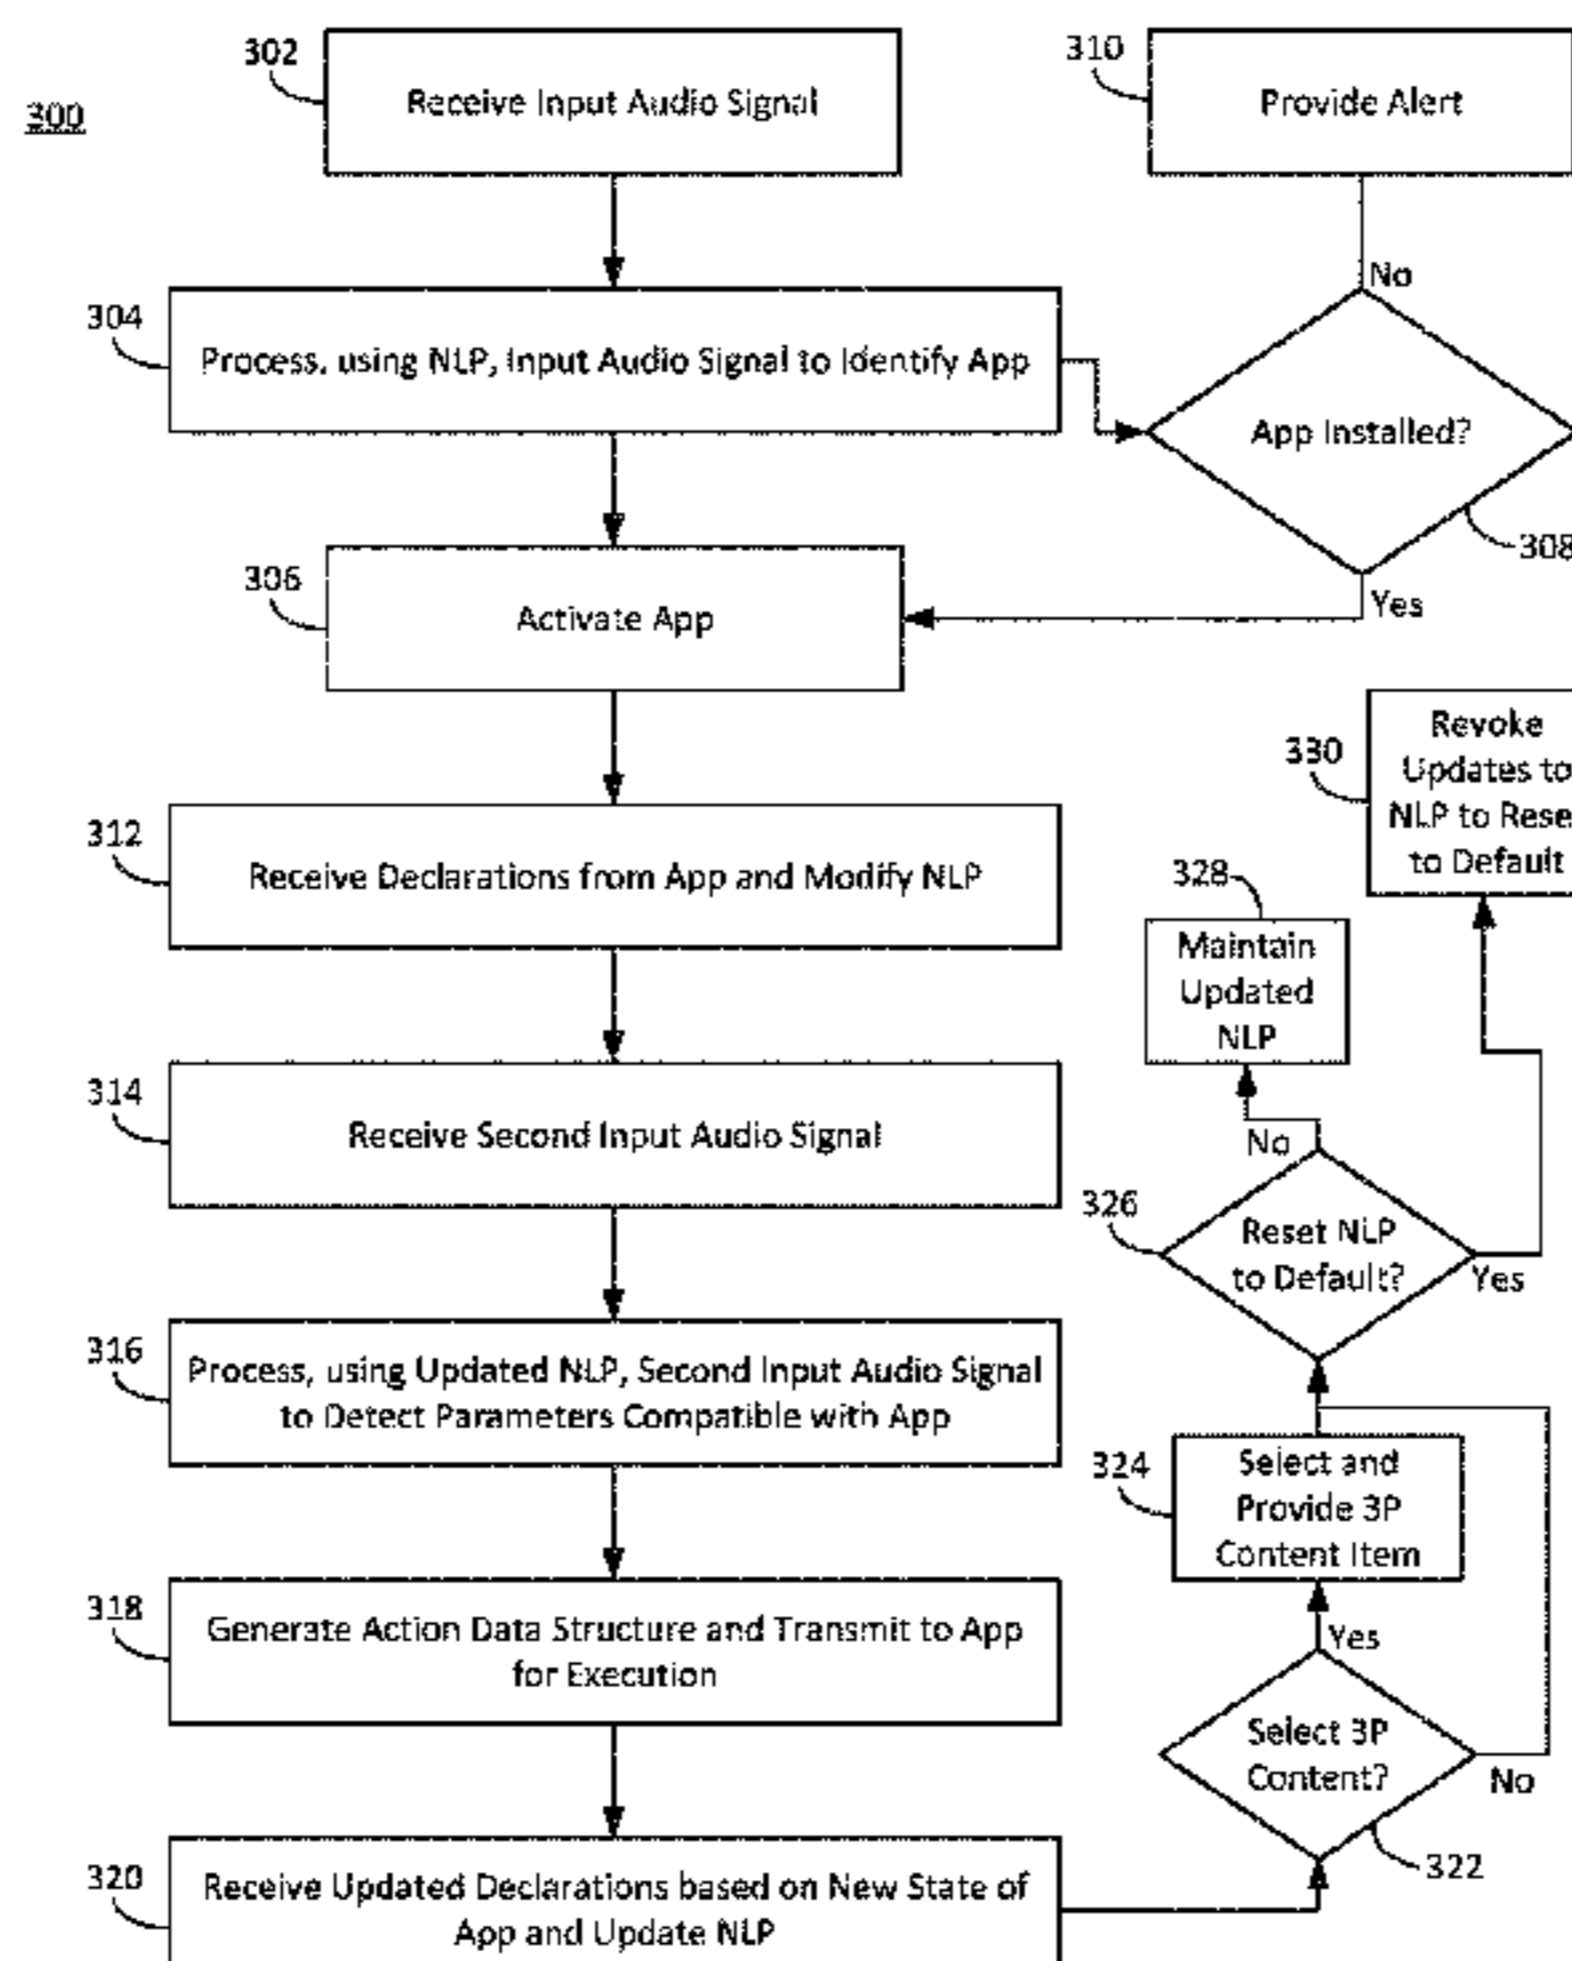 300
302
Receive Input Audio Signal
310
Provide Alert
304
Process, using NLP, Input Audio Signal to Identify App
No
App Installed?
308
Yes
306
Activate App
312
Receive Declarations from App and Modify NLP
314
Receive Second Input Audio Signal
316
Process, using Updated NLP, Second Input Audio Signal
to Detect Parameters Compatible with App
318
Generate Action Data Structure and Transmit to App
for Execution
320
Receive Updated Declarations based on New State of
App and Update NLP
322
Select 3P
Content?
No
Yes
324
Select and
Provide 3P
Content Item
326
Reset NLP
to Default?
Yes
No
328
Maintain
Updated
NLP
330
Revoke
Updates to
NLP to Rese
to Default